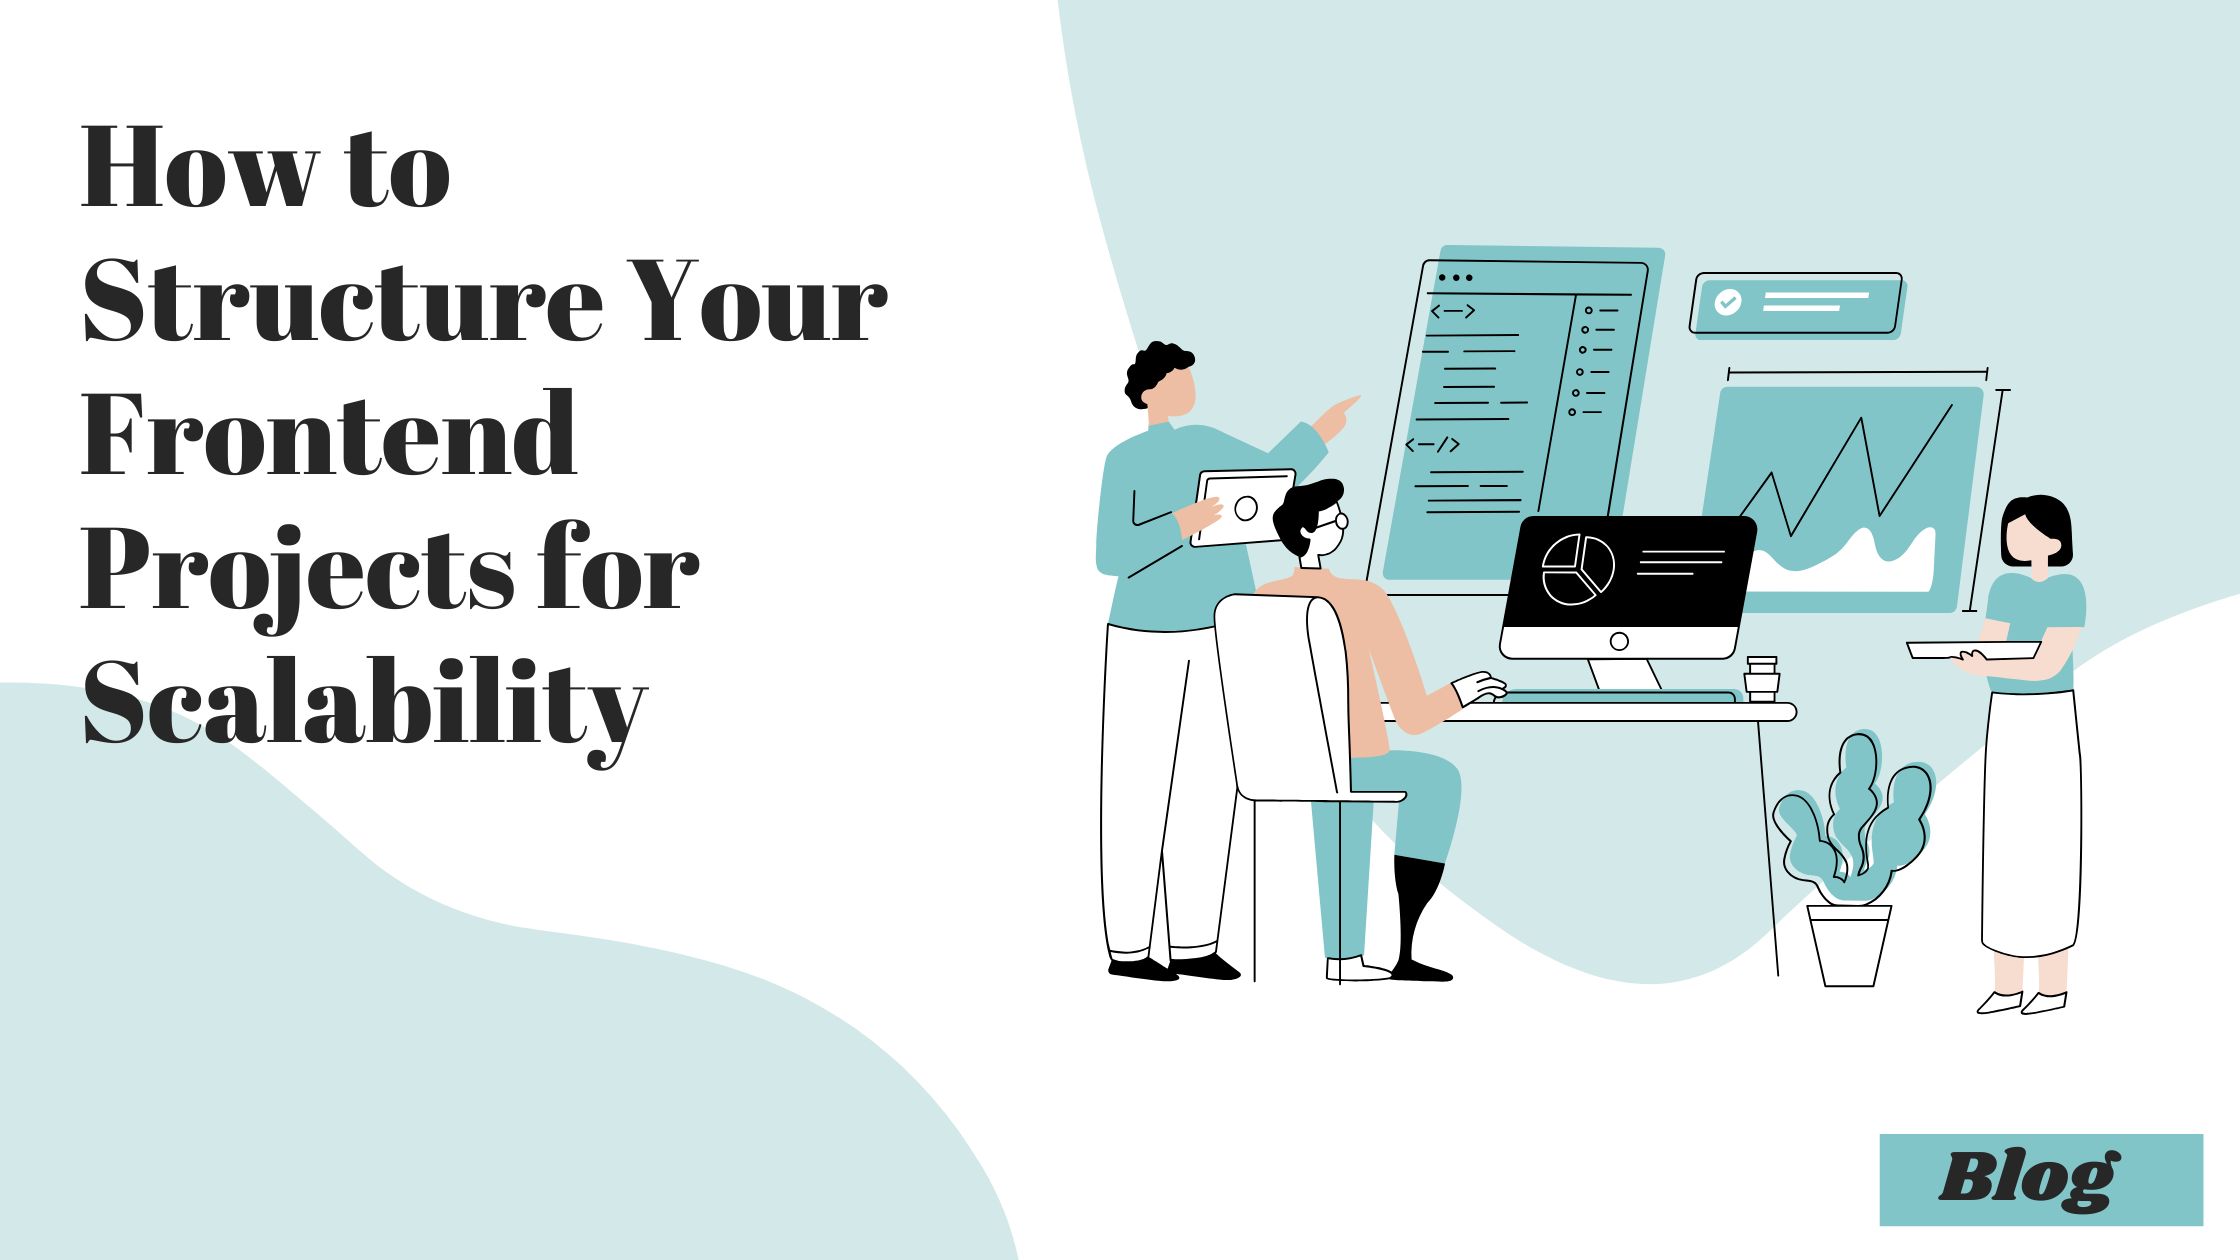 How to
Structure Your
Frontend
Projects for
Scalability
Blog